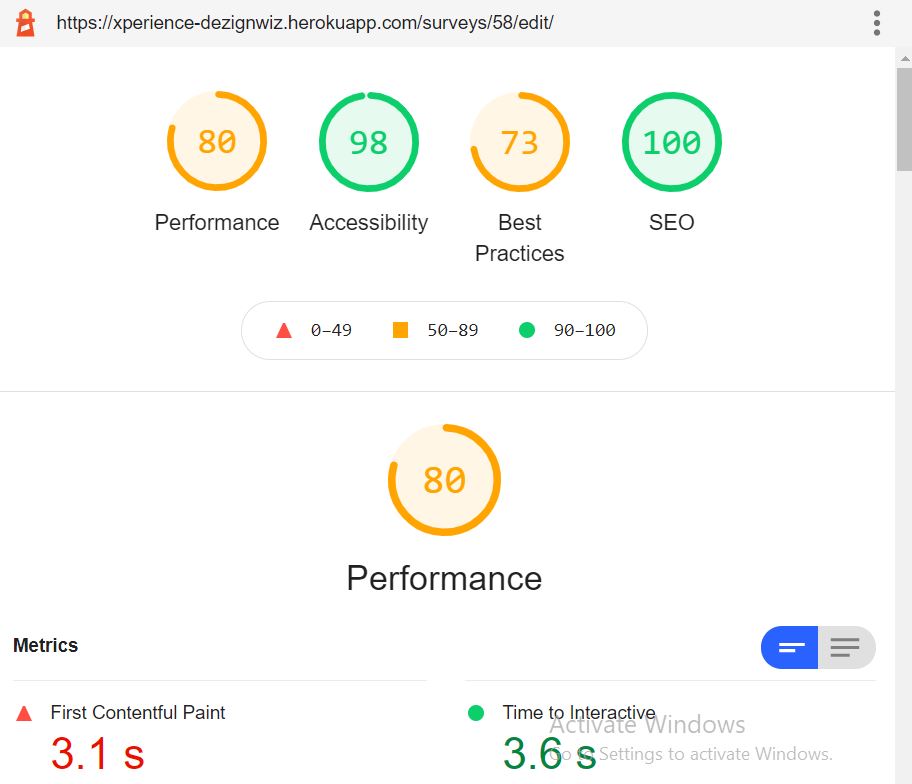 https://xperience-dezignwiz.herokuapp.com/surveys/58/edit/
80 98 73 100
Performance Accessibility Best Practices SEO
0–49 50–89 90–100
80
Performance
Metrics
First Contentful Paint Time to Interactive
3.1 s 3.6 s
Activate Windows
Go to Settings to activate Windows.